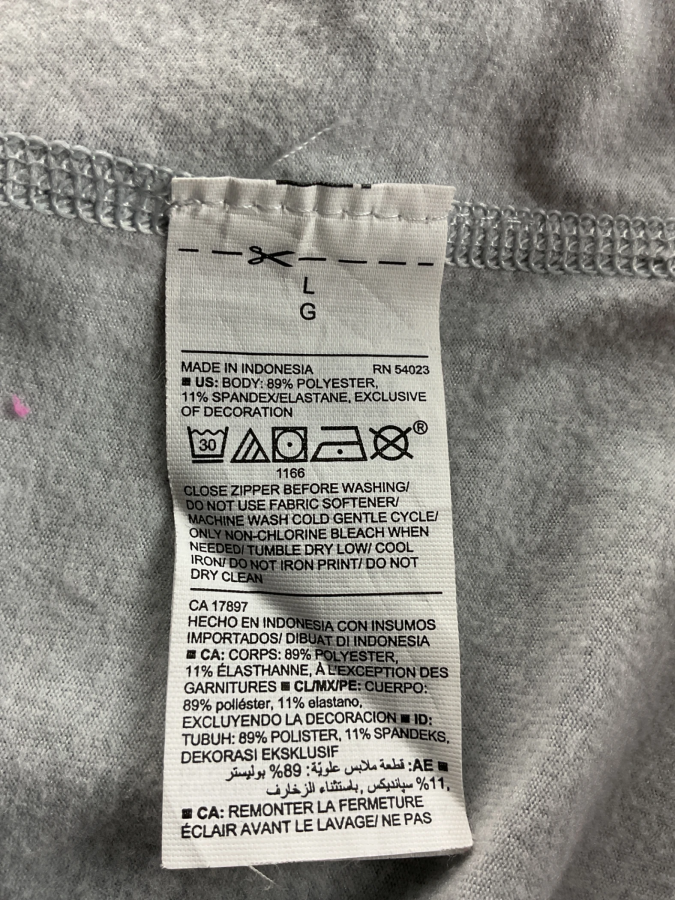 L
G
MADE IN INDONESIA RN 54023
■ US: BODY: 89% POLYESTER,
11% SPANDEX/ELASTANE, EXCLUSIVE
OF DECORATION
30 ®
1166
CLOSE ZIPPER BEFORE WASHING/
DO NOT USE FABRIC SOFTENER/
MACHINE WASH COLD GENTLE CYCLE/
ONLY NON-CHLORINE BLEACH WHEN
NEEDED/ TUMBLE DRY LOW/ COOL
IRON/ DO NOT IRON PRINT/ DO NOT
DRY CLEAN
CA 17897
HECHO EN INDONESIA CON INSUMOS
IMPORTADOS/ DIBUAT DI INDONESIA
■ CA: CORPS: 89% POLYESTER,
11% ÉLASTHANNE, À L'EXCEPTION DES
GARNITURES ■ CL/MX/PE: CUERPO:
89% poliéster, 11% elastano,
EXCLUYENDO LA DECORACION ■ ID:
TUBUH: 89% POLISTER, 11% SPANDEKS,
DEKORASI EKSKLUSIF
■ AE: قطعة ملابس علويّة: 89% بوليستر
,11% سپانديكس, باستثناء الزخارف
■ CA: REMONTER LA FERMETURE
ÉCLAIR AVANT LE LAVAGE/ NE PAS